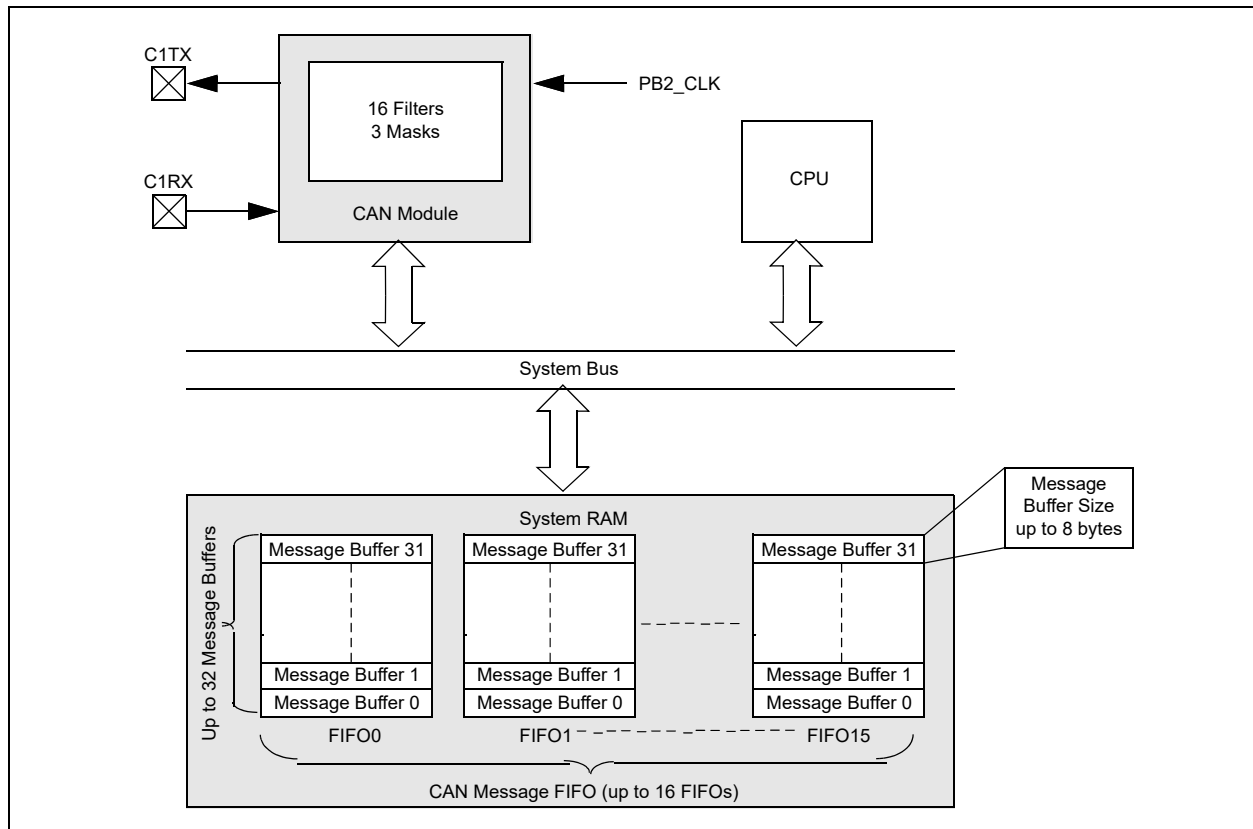 C1TX
16 Filters
3 Masks
PB2_CLK
C1RX
CAN Module
CPU
System Bus
System RAM
Message
Buffer Size
up to 8 bytes
Up to 32 Message Buffers
Message Buffer 31
Message Buffer 1
Message Buffer 0
FIFO0
Message Buffer 31
Message Buffer 1
Message Buffer 0
FIFO1
Message Buffer 31
Message Buffer 1
Message Buffer 0
FIFO15
CAN Message FIFO (up to 16 FIFOs)